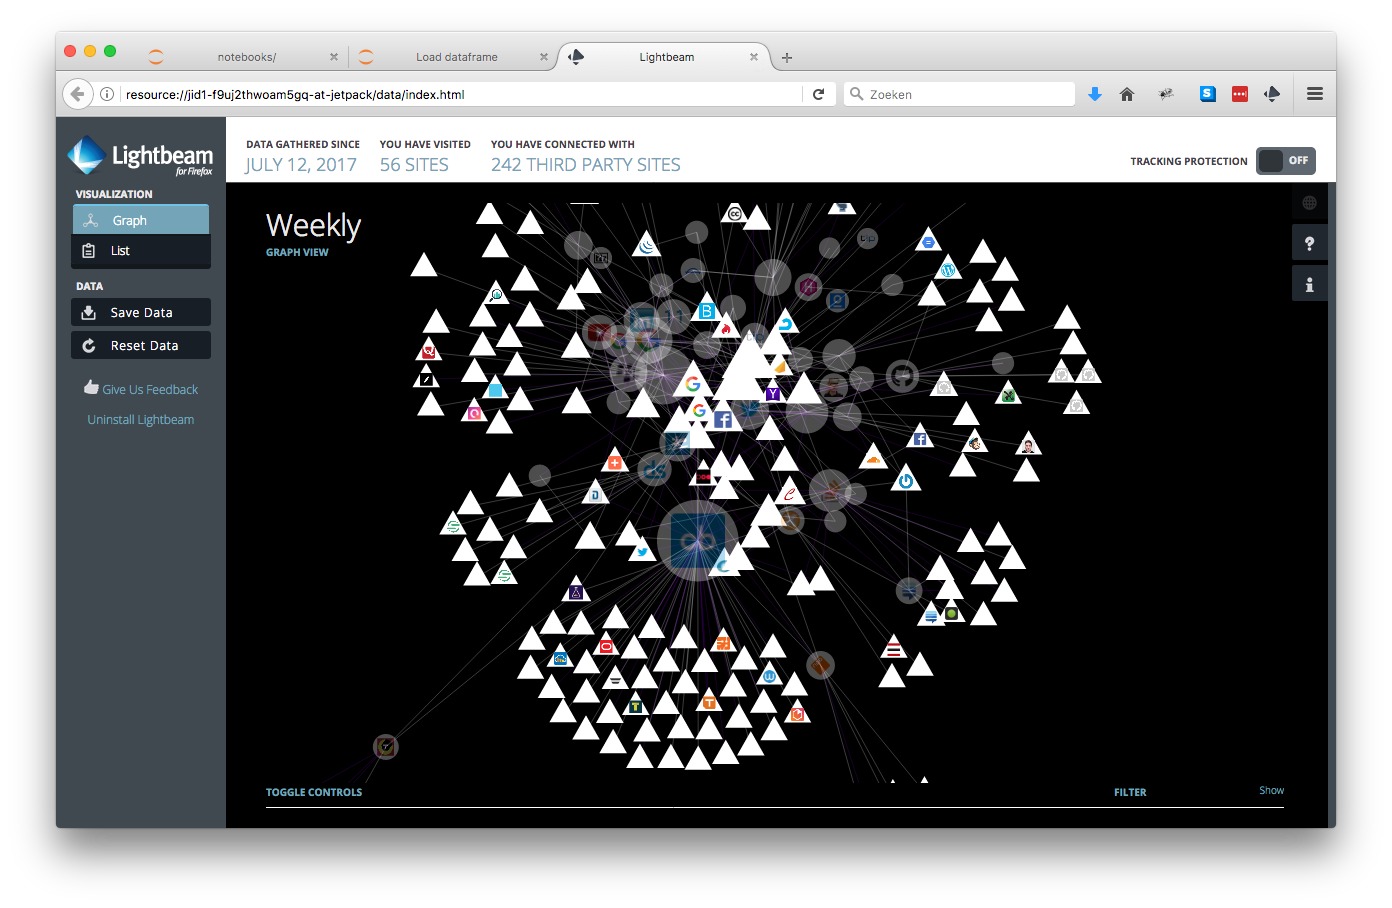 notebooks/
Load dataframe
Lightbeam
resource://jid1-f9uj2thwoam5gq-at-jetpack/data/index.html
Zoeken
Lightbeam
for Firefox
DATA GATHERED SINCE
JULY 12, 2017
YOU HAVE VISITED
56 SITES
YOU HAVE CONNECTED WITH
242 THIRD PARTY SITES
TRACKING PROTECTION
OFF
VISUALIZATION
Graph
List
DATA
Save Data
Reset Data
Give Us Feedback
Uninstall Lightbeam
Weekly
GRAPH VIEW
TOGGLE CONTROLS
FILTER
Show